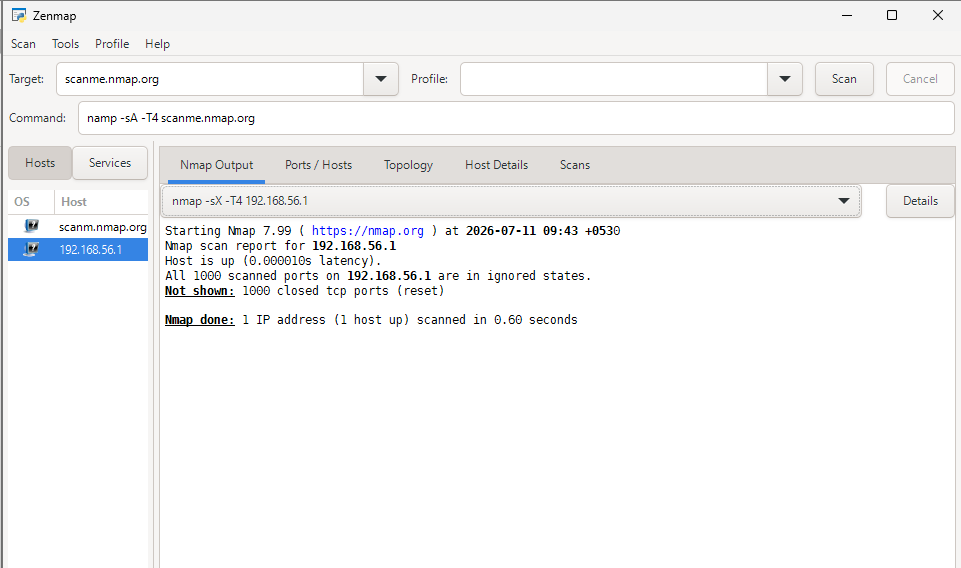 Zenmap
Scan Tools Profile Help
Target: scanme.nmap.org Profile: Scan Cancel
Command: namp -sA -T4 scanme.nmap.org
Hosts Services
OS Host
scanm.nmap.org
192.168.56.1
Nmap Output Ports / Hosts Topology Host Details Scans
nmap -sX -T4 192.168.56.1 Details
Starting Nmap 7.99 ( https://nmap.org ) at 2026-07-11 09:43 +0530
Nmap scan report for 192.168.56.1
Host is up (0.000010s latency).
All 1000 scanned ports on 192.168.56.1 are in ignored states.
Not shown: 1000 closed tcp ports (reset)
Nmap done: 1 IP address (1 host up) scanned in 0.60 seconds